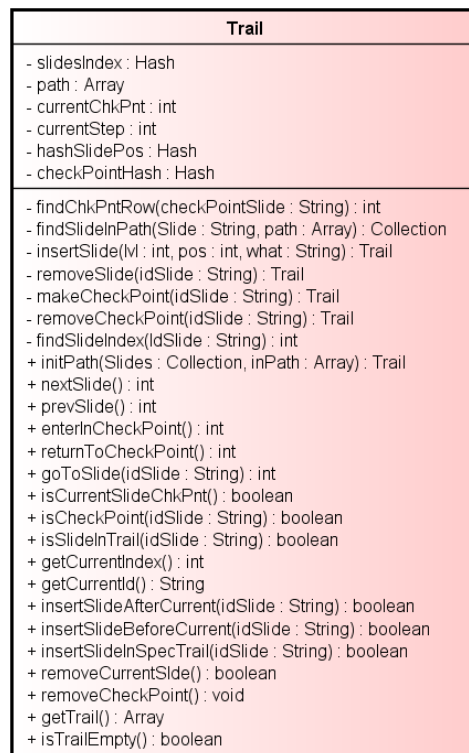 Trail
- slidesIndex : Hash
- path : Array
- currentChkPnt : int
- currentStep : int
- hashSlidePos : Hash
- checkPointHash : Hash
- findChkPntRow(checkPointSlide : String) : int
- findSlideInPath(Slide : String, path : Array) : Collection
- insertSlide(lvl : int, pos : int, what : String) : Trail
- removeSlide(idSlide : String) : Trail
- makeCheckPoint(idSlide : String) : Trail
- removeCheckPoint(idSlide : String) : Trail
- findSlideIndex(IdSlide : String) : int
+ initPath(Slides : Collection, inPath : Array) : Trail
+ nextSlide() : int
+ prevSlide() : int
+ enterInCheckPoint() : int
+ returnToCheckPoint() : int
+ goToSlide(idSlide : String) : int
+ isCurrentSlideChkPnt() : boolean
+ isCheckPoint(idSlide : String) : boolean
+ isSlideInTrail(idSlide : String) : boolean
+ getCurrentIndex() : int
+ getCurrentId() : String
+ insertSlideAfterCurrent(idSlide : String) : boolean
+ insertSlideBeforeCurrent(idSlide : String) : boolean
+ insertSlideInSpecTrail(idSlide : String) : boolean
+ removeCurrentSlde() : boolean
+ removeCheckPoint() : void
+ getTrail() : Array
+ isTrailEmpty() : boolean